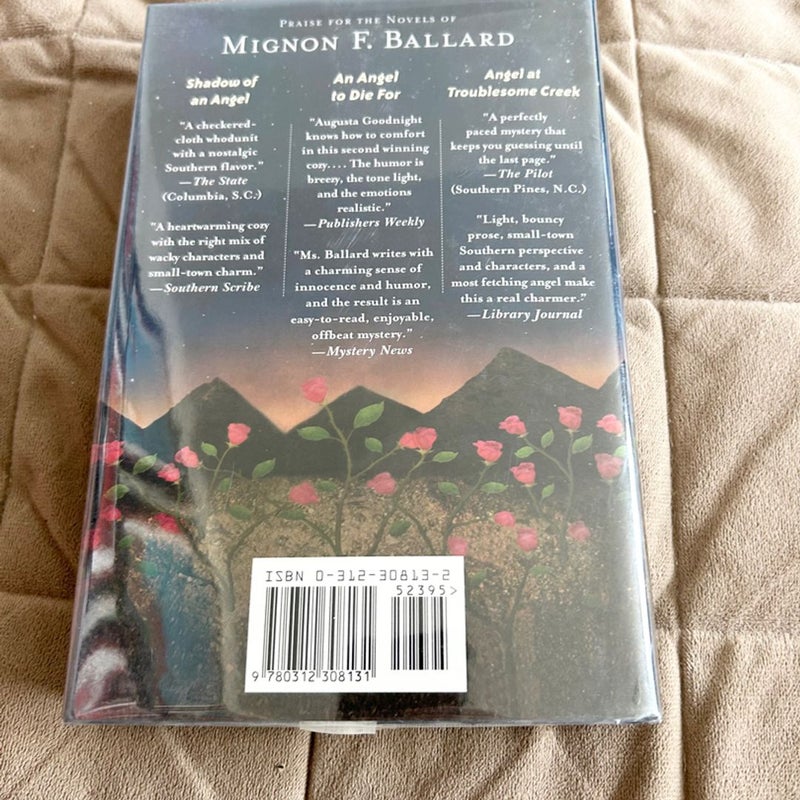 PRAISE FOR THE NOVELS OF
MIGNON F. BALLARD
Shadow of
an Angel
"A checkered-
cloth whodunit
with a nostalgic
Southern flavor."
—The State
(Columbia, S.C.)
"A heartwarming cozy
with the right mix of
wacky characters and
small-town charm."
—Southern Scribe
An Angel
to Die For
"Augusta Goodnight
knows how to comfort
in this second winning
cozy.... The humor is
breezy, the tone light,
and the emotions
realistic."
—Publishers Weekly
"Ms. Ballard writes with
a charming sense of
innocence and humor,
and the result is an
easy-to-read, enjoyable,
offbeat mystery."
—Mystery News
Angel at
Troublesome Creek
"A perfectly
paced mystery that
keeps you guessing until
the last page."
—The Pilot
(Southern Pines, N.C.)
"Light, bouncy
prose, small-town
Southern perspective
and characters, and a
most fetching angel make
this a real charmer."
—Library Journal
ISBN 0-312-30813-2
52395>
9 780312 308131